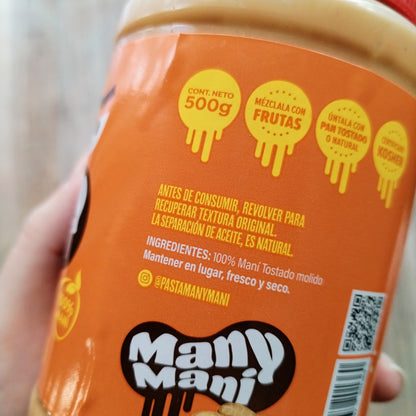 CONT. NETO
500g
MÉZCLALA CON
FRUTAS
ÚNTALA CON
PAN TOSTADO
O NATURAL
KOSHER
ANTES DE CONSUMIR, REVOLVER PARA
RECUPERAR TEXTURA ORIGINAL.
LA SEPARACIÓN DE ACEITE, ES NATURAL.
INGREDIENTES: 100% Maní Tostado molido
Mantener en lugar, fresco y seco.
@PASTAMANYMANI
Many
Maní